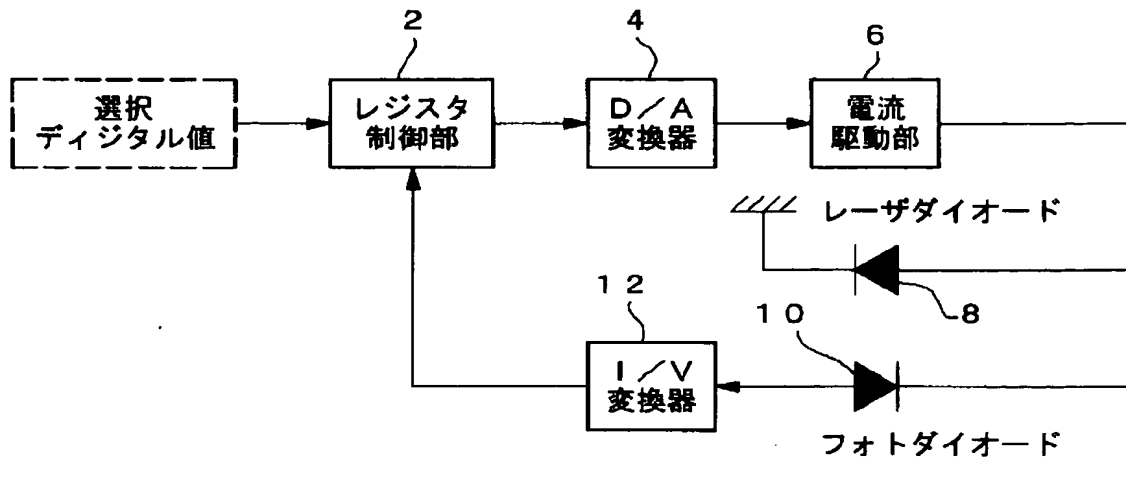 2
4
6
選択
ディジタル値
レジスタ
制御部
D／A
変換器
電流
駆動部
レーザダイオード
8
12
10
I／V
変換器
フォトダイオード